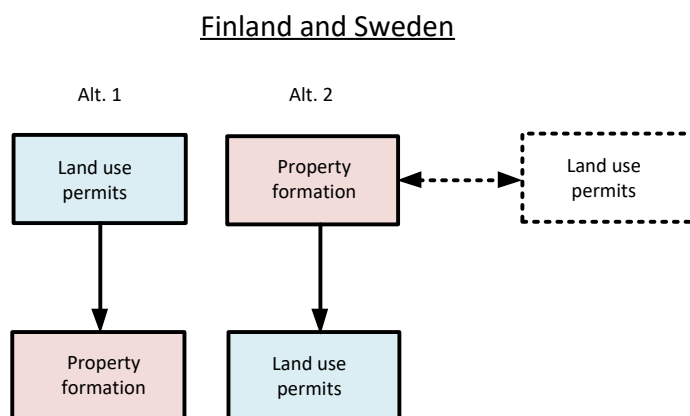 Finland and Sweden
Alt. 1
Alt. 2
Land use
permits
Property
formation
Land use
permits
Property
formation
Land use
permits